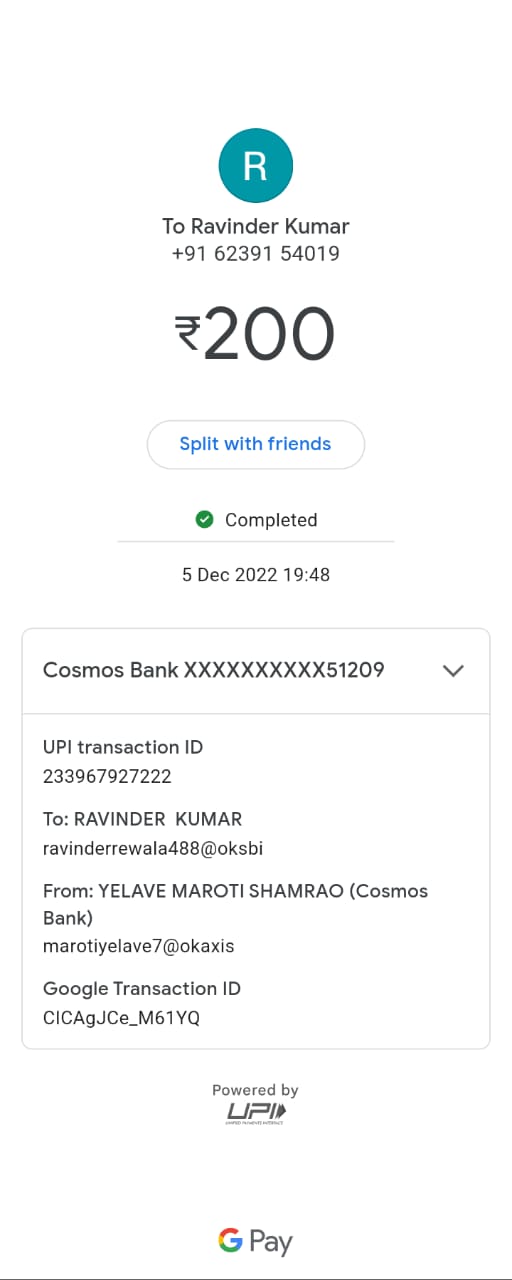 R
To Ravinder Kumar
+91 62391 54019
₹200
Split with friends
Completed
5 Dec 2022 19:48
Cosmos Bank XXXXXXXXXX51209
UPI transaction ID
233967927222
To: RAVINDER  KUMAR
ravinderrewala488@oksbi
From: YELAVE MAROTI SHAMRAO (Cosmos
Bank)
marotiyelave7@okaxis
Google Transaction ID
CICAgJCe_M61YQ
Powered by
UPI
UNIFIED PAYMENTS INTERFACE
G Pay